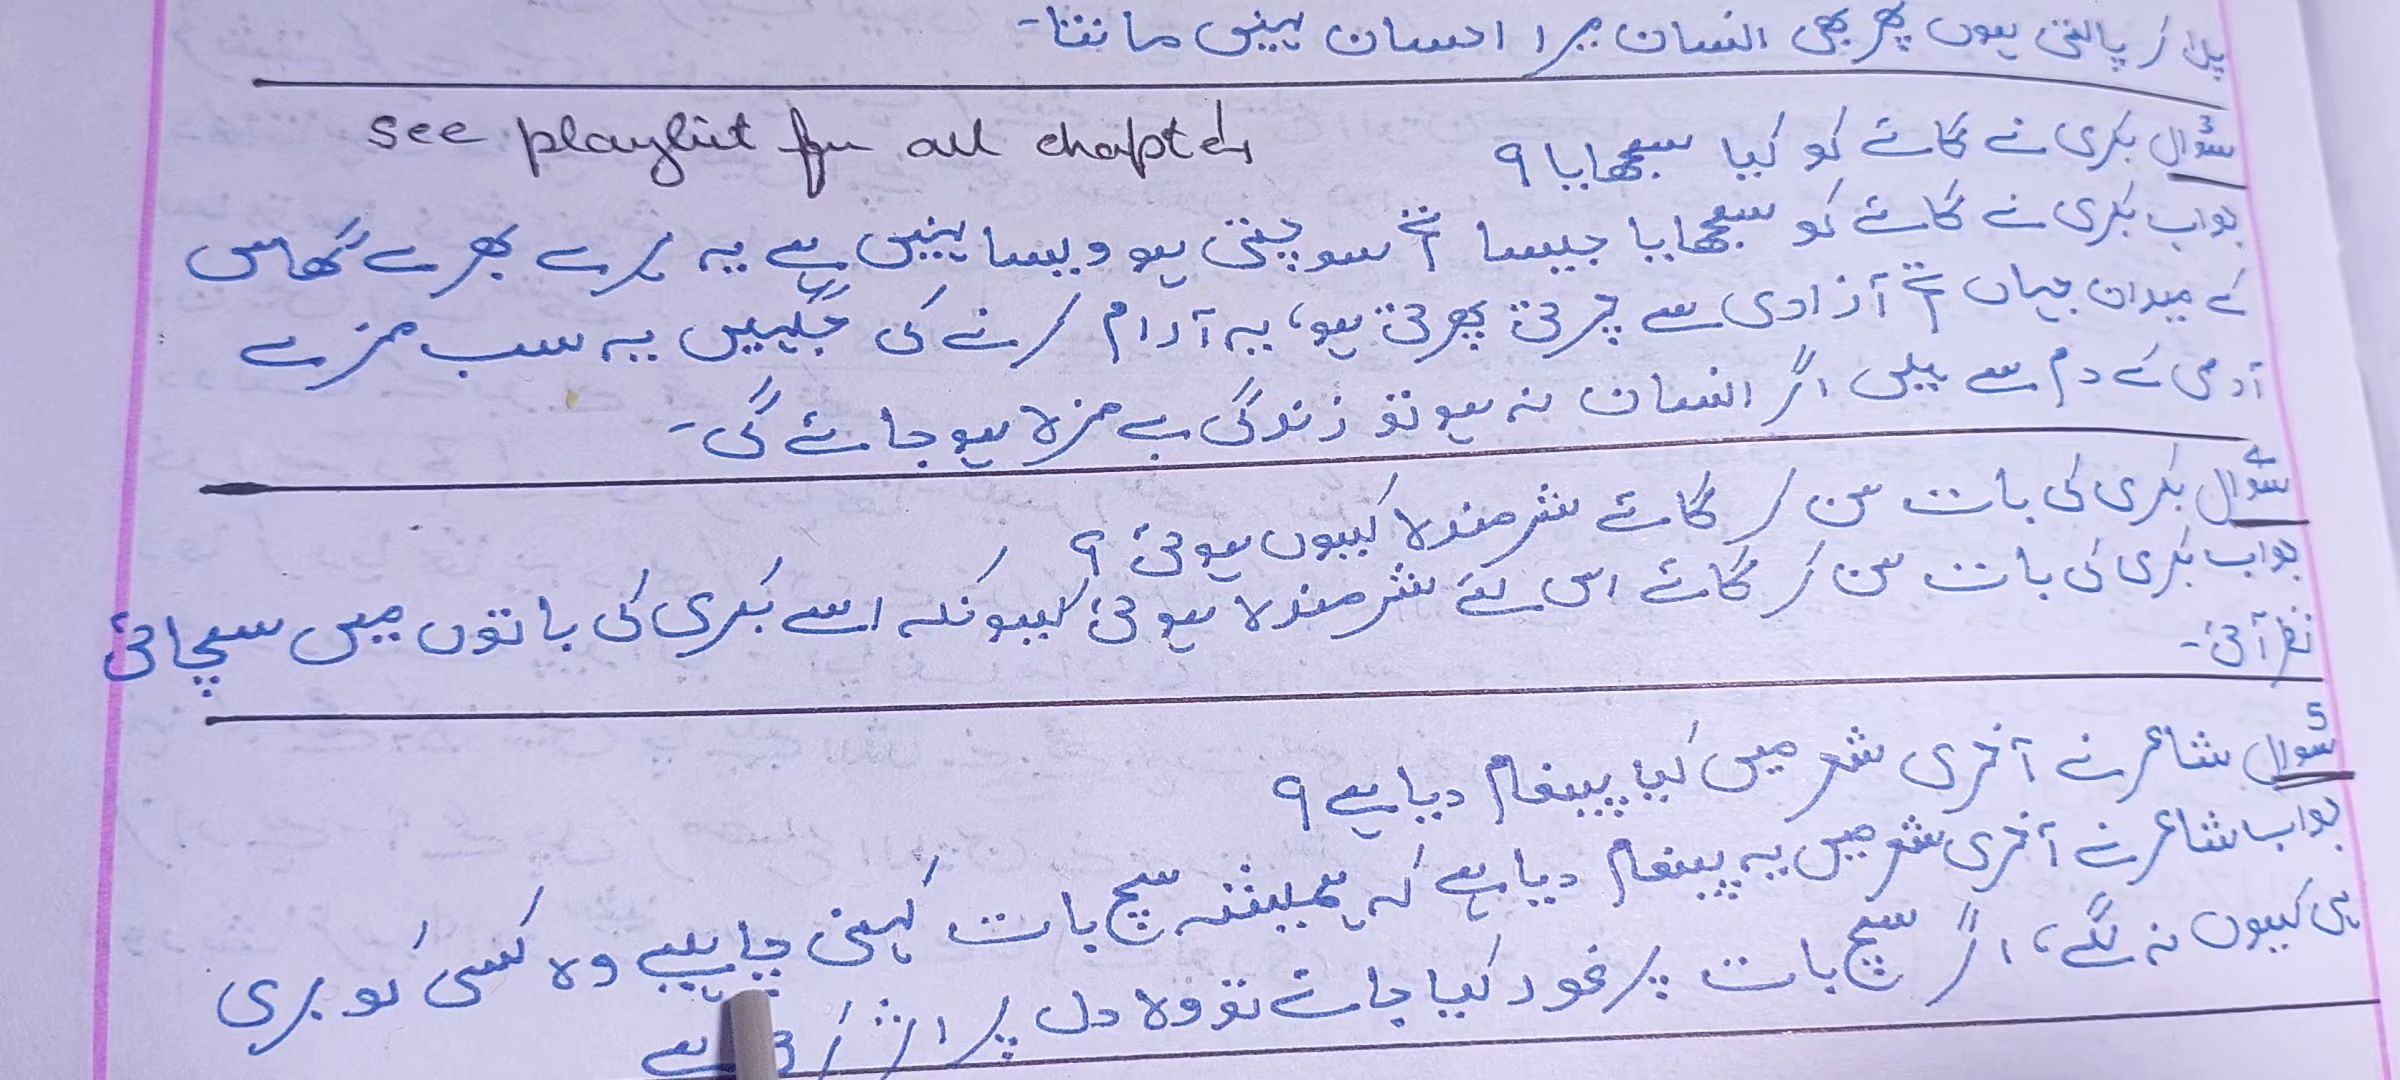 پلا کر پالتی ہوں پھر بھی انسان میرا احسان نہیں مانتا۔
سوال 3 بکری نے گائے کو کیا سمجھایا؟
see playlist for all chapters
جواب بکری نے گائے کو سمجھایا جیسا تم سوچتی ہو ویسا نہیں ہے یہ ہرے بھرے گھاس
کے میدان جہاں تم آزادی سے چرتی پھرتی ہو، یہ آرام کرنے کی جگہیں یہ سب مزے
آدمی کے دم سے ہیں اگر انسان نہ ہو تو زندگی بے مزہ ہو جائے گی۔
سوال 4 بکری کی بات سن کر گائے شرمندہ کیوں ہوئی؟
جواب بکری کی بات سن کر گائے اس لئے شرمندہ ہوئی کیونکہ اسے بکری کی باتوں میں سچائی
نظر آئی۔
سوال 5 شاعر نے آخری شعر میں کیا پیغام دیا ہے؟
جواب شاعر نے آخری شعر میں یہ پیغام دیا ہے کہ ہمیشہ سچ بات کہنی چاہیے وہ کسی کو بری
ہی کیوں نہ لگے، اگر سچ بات پر غور کیا جائے تو وہ دل پر اثر کرتی ہے